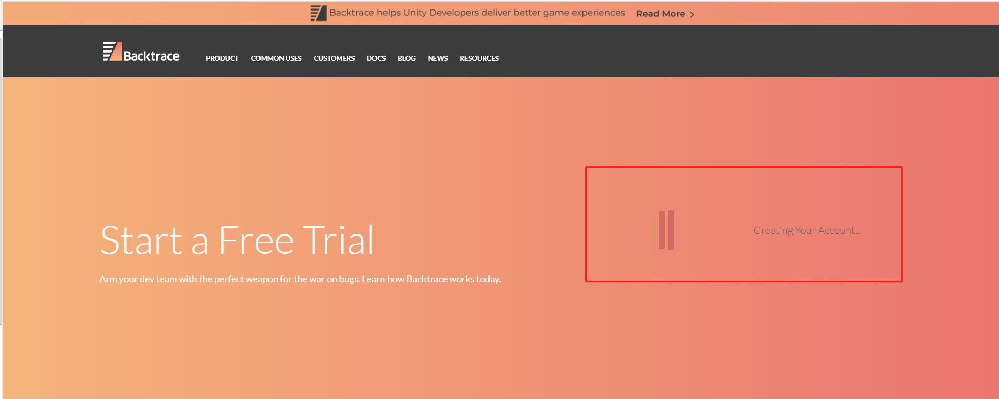 Backtrace helps Unity Developers deliver better game experiences Read More >
Backtrace PRODUCT COMMON USES CUSTOMERS DOCS BLOG NEWS RESOURCES
Creating Your Account...
Start a Free Trial
Arm your dev team with the perfect weapon for the war on bugs. Learn how Backtrace works today.